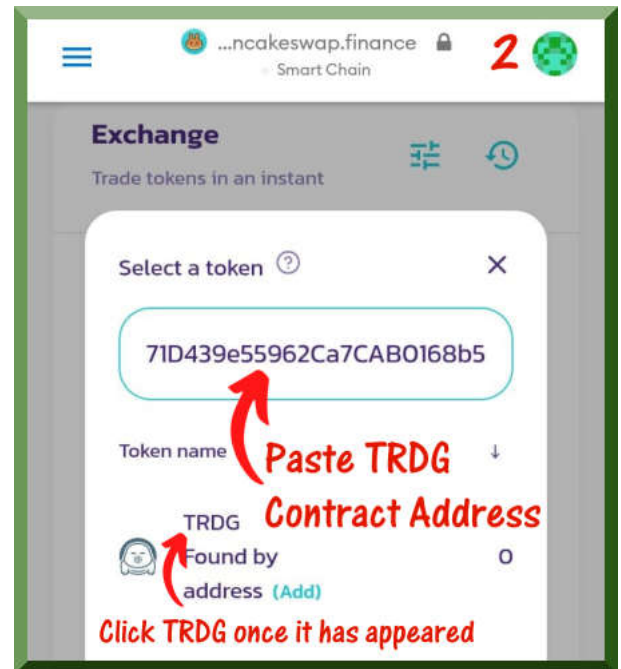 ...ncakeswap.finance
Smart Chain
2
Exchange
Trade tokens in an instant
Select a token ?
71D439e55962Ca7CAB0168b5
Token name
Paste TRDG
Contract Address
TRDG
Found by
address (Add)
0
Click TRDG once it has appeared